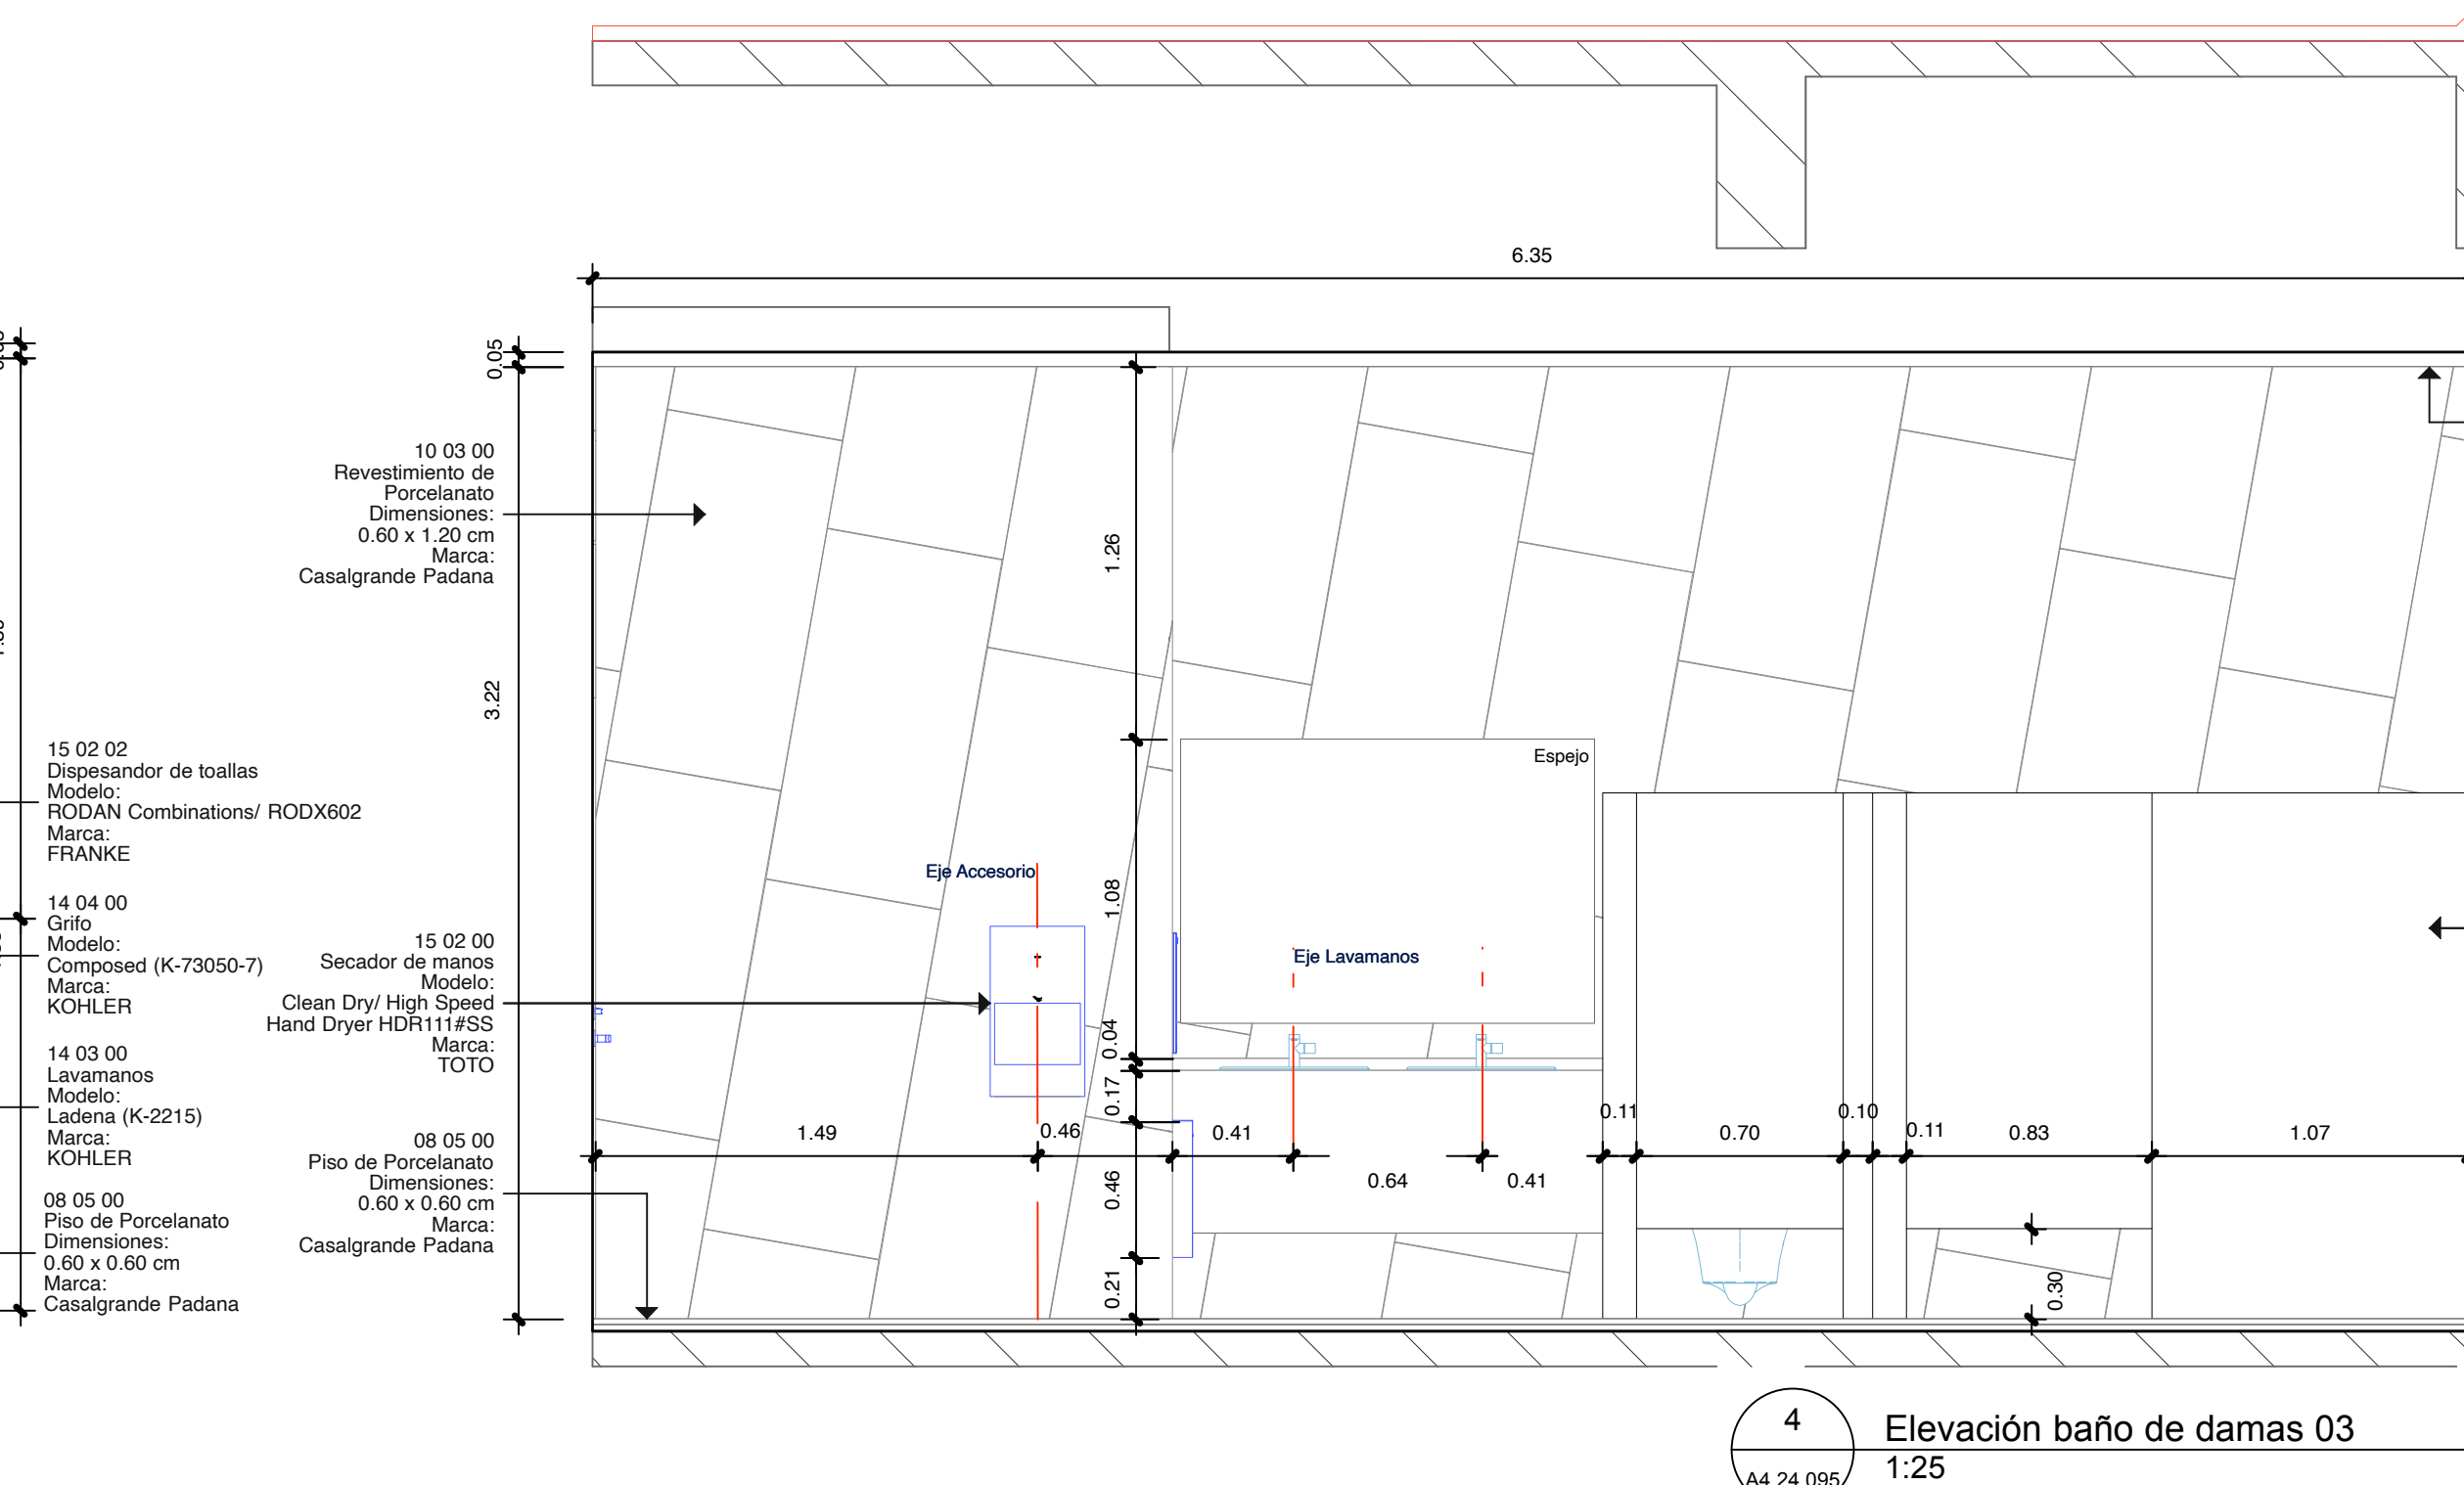 6.35
0.05
10 03 00
Revestimiento de
Porcelanato
Dimensiones:
0.60 x 1.20 cm
Marca:
Casalgrande Padana
1.26
3.22
15 02 02
Dispesandor de toallas
Modelo:
RODAN Combinations/ RODX602
Marca:
FRANKE
14 04 00
Grifo
Modelo:
Composed (K-73050-7)
Marca:
KOHLER
14 03 00
Lavamanos
Modelo:
Ladena (K-2215)
Marca:
KOHLER
08 05 00
Piso de Porcelanato
Dimensiones:
0.60 x 0.60 cm
Marca:
Casalgrande Padana
15 02 00
Secador de manos
Modelo:
Clean Dry/ High Speed
Hand Dryer HDR111#SS
Marca:
TOTO
08 05 00
Piso de Porcelanato
Dimensiones:
0.60 x 0.60 cm
Marca:
Casalgrande Padana
Espejo
Eje Accesorio
1.08
Eje Lavamanos
0.04
0.17
0.46
0.21
1.49
0.46
0.41
0.64
0.41
0.11
0.70
0.10
0.11
0.83
1.07
0.30
4
A4 24 095
Elevación baño de damas 03
1:25